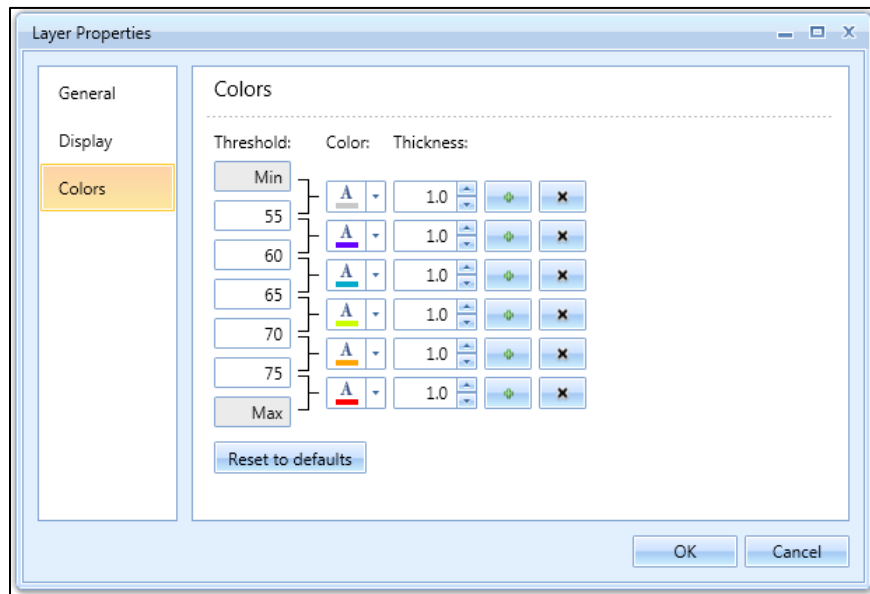 Layer Properties
General
Display
Colors
Colors
Threshold: Color: Thickness:
Min
A 1.0
55
A 1.0
60
A 1.0
65
A 1.0
70
A 1.0
75
A 1.0
Max
Reset to defaults
OK Cancel